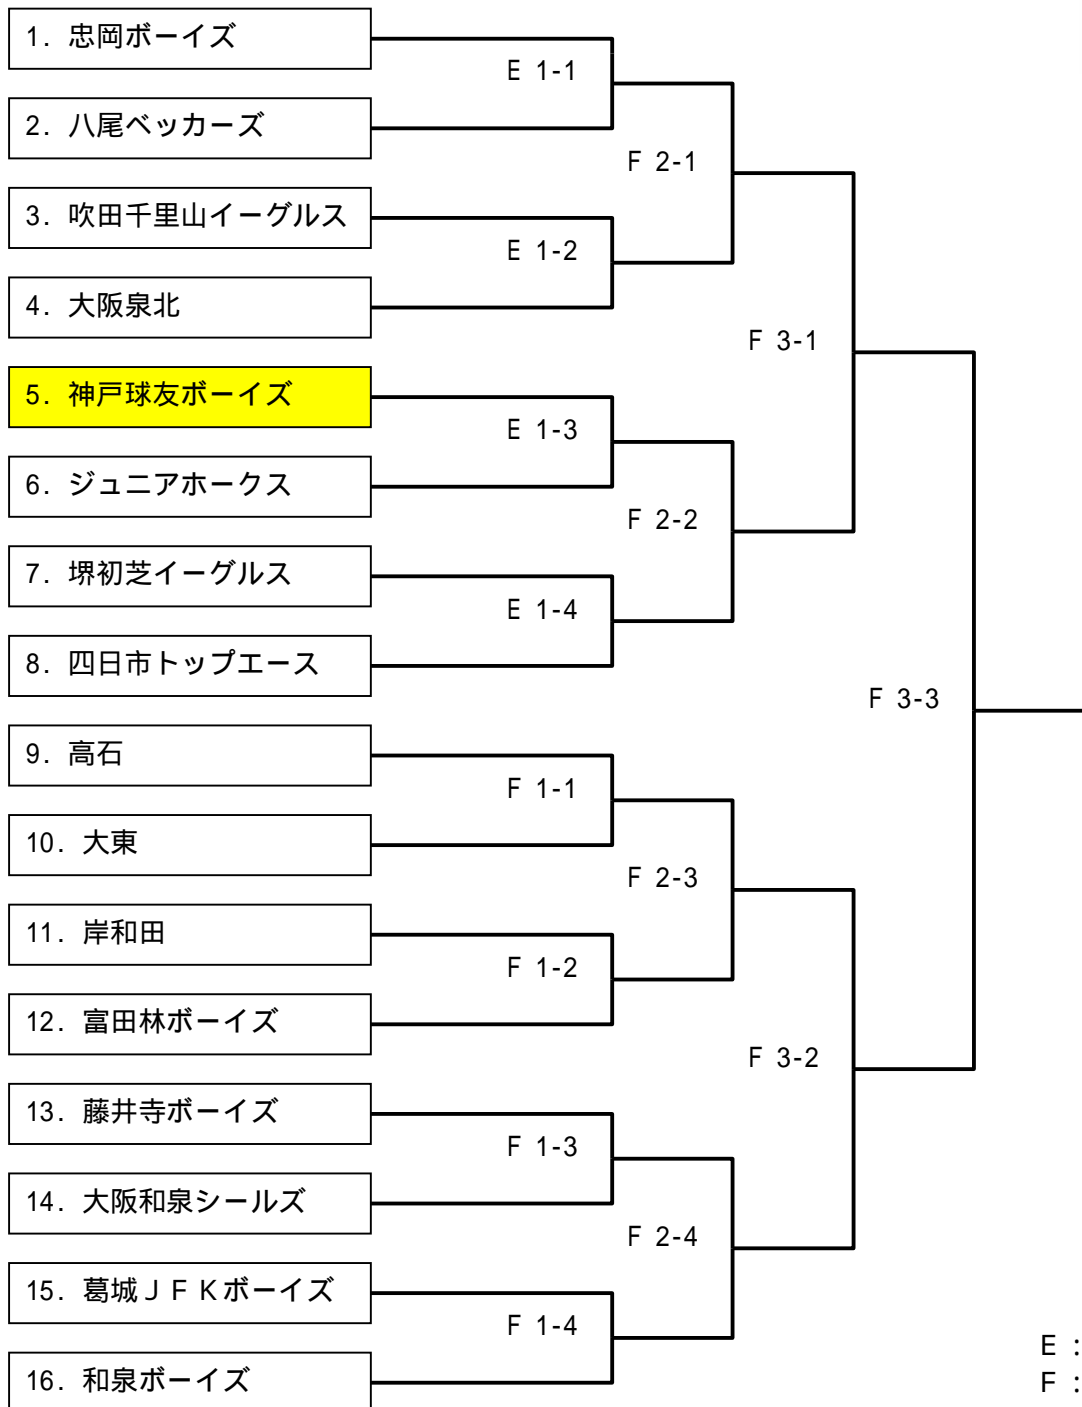 1. 忠岡ボーイズ
E 1-1
2. 八尾ベッカーズ
F 2-1
3. 吹田千里山イーグルス
E 1-2
4. 大阪泉北
F 3-1
5. 神戸球友ボーイズ
E 1-3
6. ジュニアホークス
F 2-2
7. 堺初芝イーグルス
E 1-4
8. 四日市トップエース
F 3-3
9. 高石
F 1-1
10. 大東
F 2-3
11. 岸和田
F 1-2
12. 富田林ボーイズ
F 3-2
13. 藤井寺ボーイズ
F 1-3
14. 大阪和泉シールズ
F 2-4
15. 葛城ＪＦＫボーイズ
F 1-4
16. 和泉ボーイズ
E :
F :